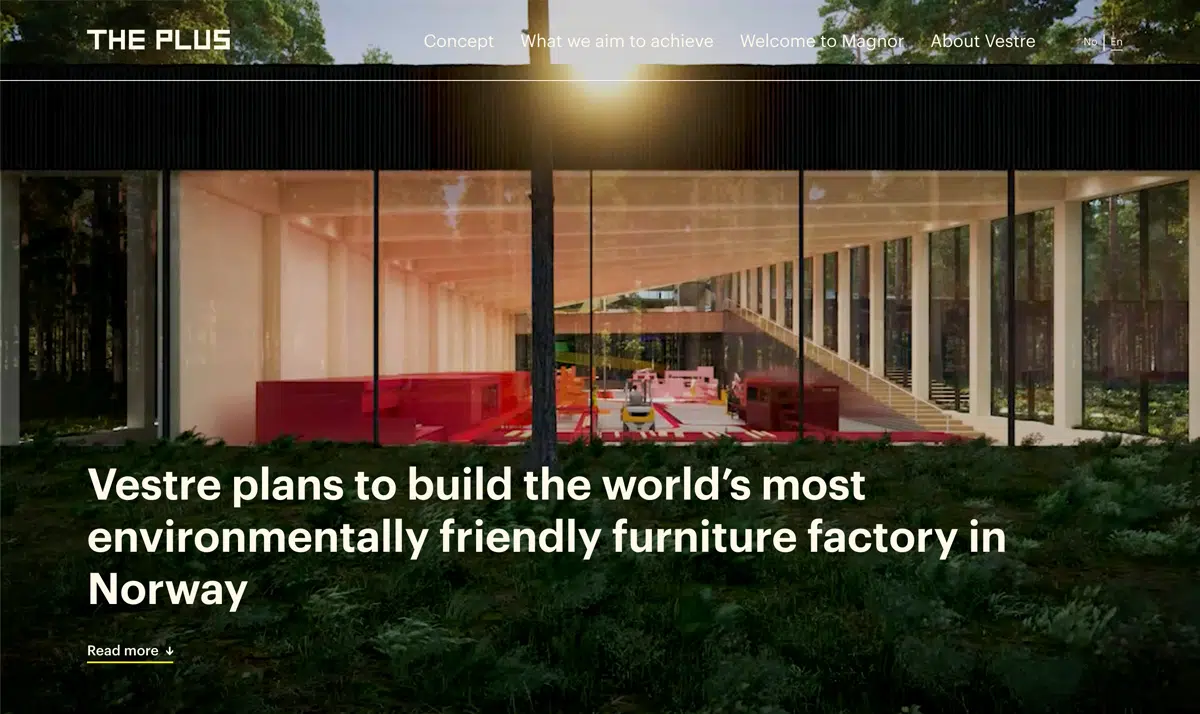 THE PLUS
Concept What we aim to achieve Welcome to Magnor About Vestre No | En
Vestre plans to build the world’s most
environmentally friendly furniture factory in
Norway
Read more ↓